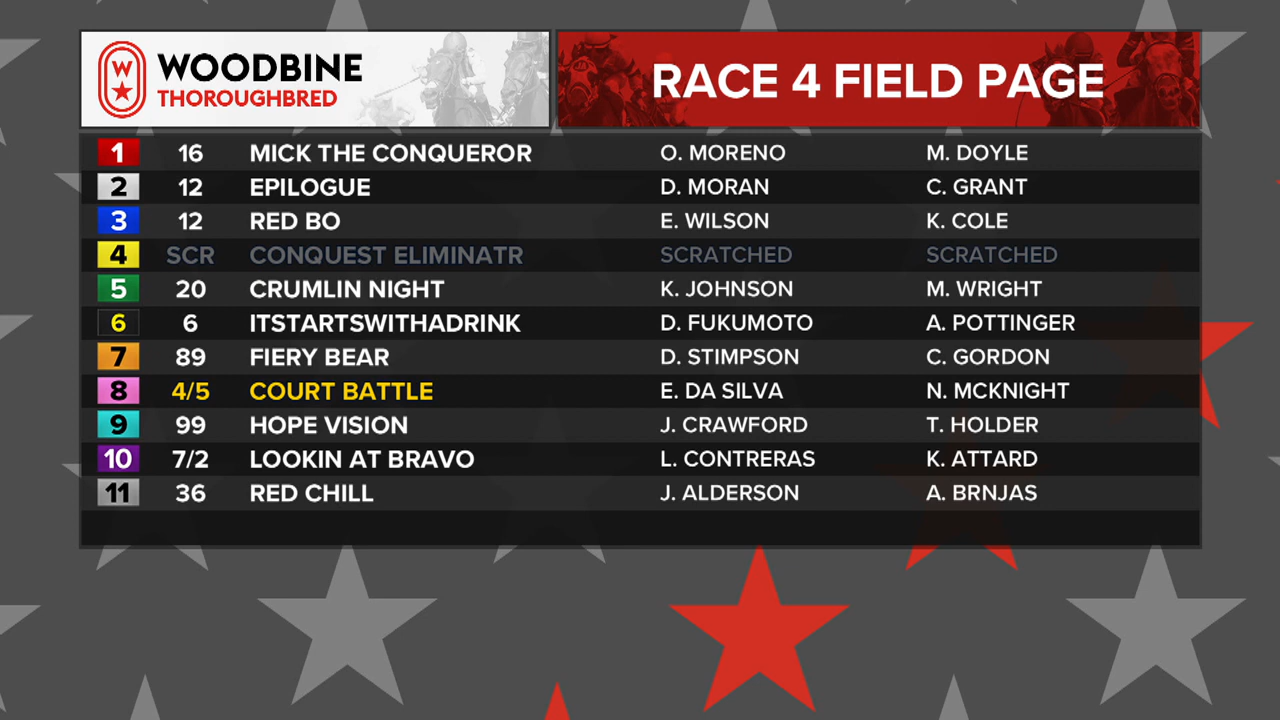 W
WOODBINE
THOROUGHBRED
RACE 4 FIELD PAGE
1 16 MICK THE CONQUEROR O. MORENO M. DOYLE
2 12 EPILOGUE D. MORAN C. GRANT
3 12 RED BO E. WILSON K. COLE
4 SCR CONQUEST ELIMINATR SCRATCHED SCRATCHED
5 20 CRUMLIN NIGHT K. JOHNSON M. WRIGHT
6 6 ITSTARTSWITHADRINK D. FUKUMOTO A. POTTINGER
7 89 FIERY BEAR D. STIMPSON C. GORDON
8 4/5 COURT BATTLE E. DA SILVA N. MCKNIGHT
9 99 HOPE VISION J. CRAWFORD T. HOLDER
10 7/2 LOOKIN AT BRAVO L. CONTRERAS K. ATTARD
11 36 RED CHILL J. ALDERSON A. BRNJAS